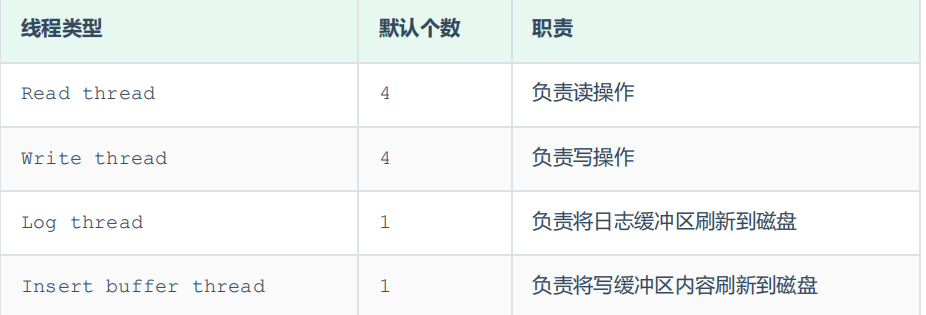 线程类型 默认个数 职责
Read thread 4 负责读操作
Write thread 4 负责写操作
Log thread 1 负责将日志缓冲区刷新到磁盘
Insert buffer thread 1 负责将写缓冲区内容刷新到磁盘